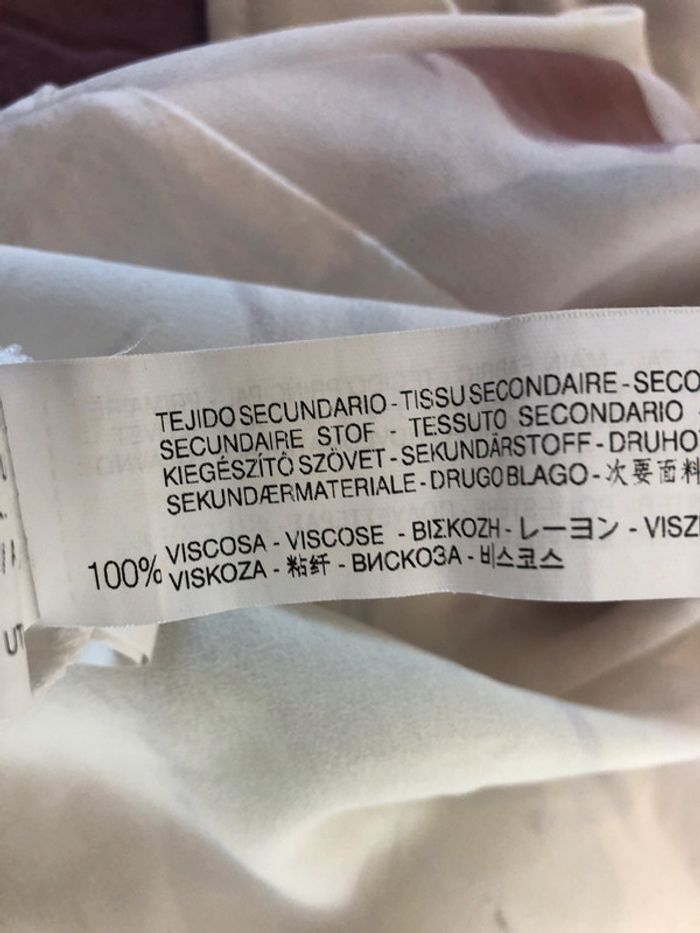 TEJIDO SECUNDARIO - TISSU SECONDAIRE - SECO
SECUNDAIRE STOF - TESSUTO SECONDARIO
KIEGÉSZÍTŐ SZÖVET - SEKUNDÄRSTOFF - DRUHO
SEKUNDÆRMATERIALE - DRUGO BLAGO - 次要面料
VISCOSA - VISCOSE - ΒΙΣΚΟΖΗ - レーヨン - VISZ
100% VISKOZA - 粘纤 - ВИСКОЗА - 비스코스
UT